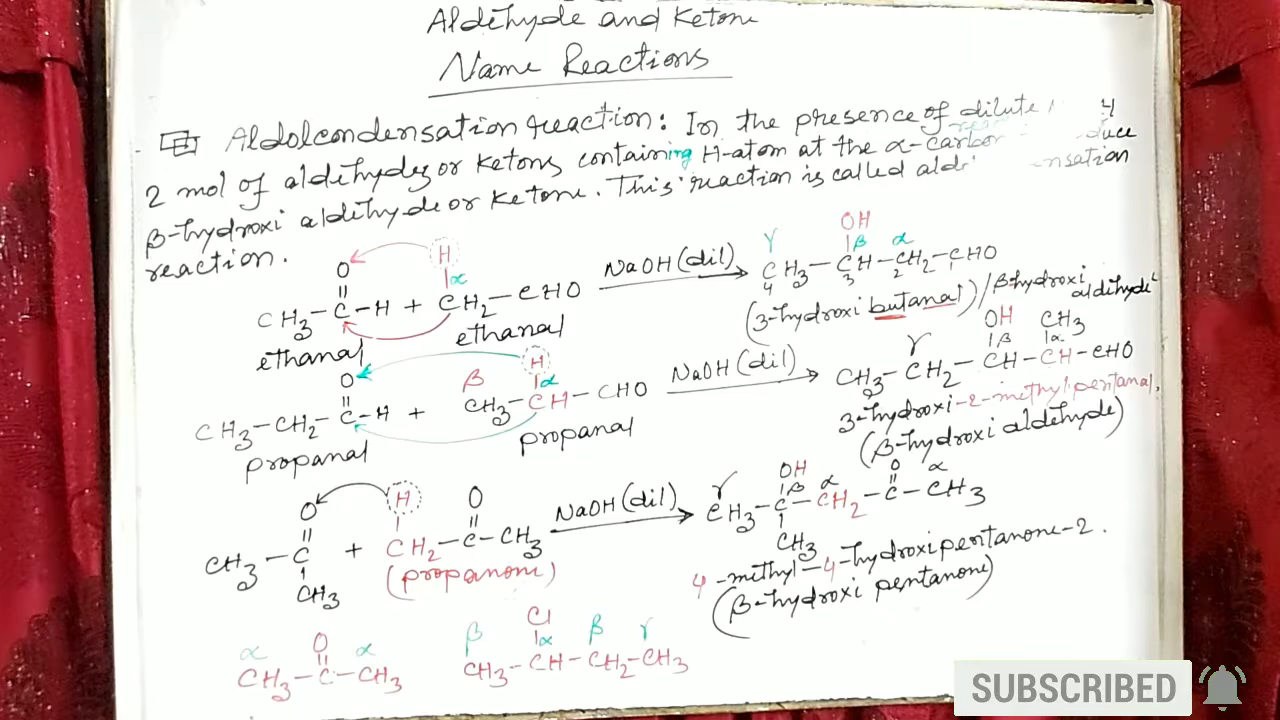 Aldehyde and Ketone
Name Reactions
Aldolcondensation reaction: In the presence of dilute
2 mol of aldehydes or Ketons containing H-atom at the α-carbon duce
β-hydroxi aldehyde or Ketone. This reaction is called ald ensation
reaction.
O H OH
α γ β α
CH₃-C-H + CH₂-CHO NaOH(dil) CH₃-CH-CH₂-CHO
4 3 2 1
ethanal ethanal (3-hydroxi butanal)/β-hydroxi
aldehyde
O H OH CH₃
β α γ β α
CH₃-CH₂-C-H + CH₃-CH-CHO NaOH(dil) CH₃-CH₂-CH-CH-CHO
propanal propanal 3-hydroxi-2-methyl pentanal,
(β-hydroxi aldehyde)
O H O OH O
γ β α α
CH₃-C + CH₂-C-CH₃ NaOH(dil) CH₃-C-CH₂-C-CH₃
CH₃ (propanone) CH₃
4-methyl-4-hydroxipentanone-2.
(β-hydroxi pentanone)
O Cl
α α β α β γ
CH₃-C-CH₃ CH₃-CH-CH₂-CH₃
SUBSCRIBED